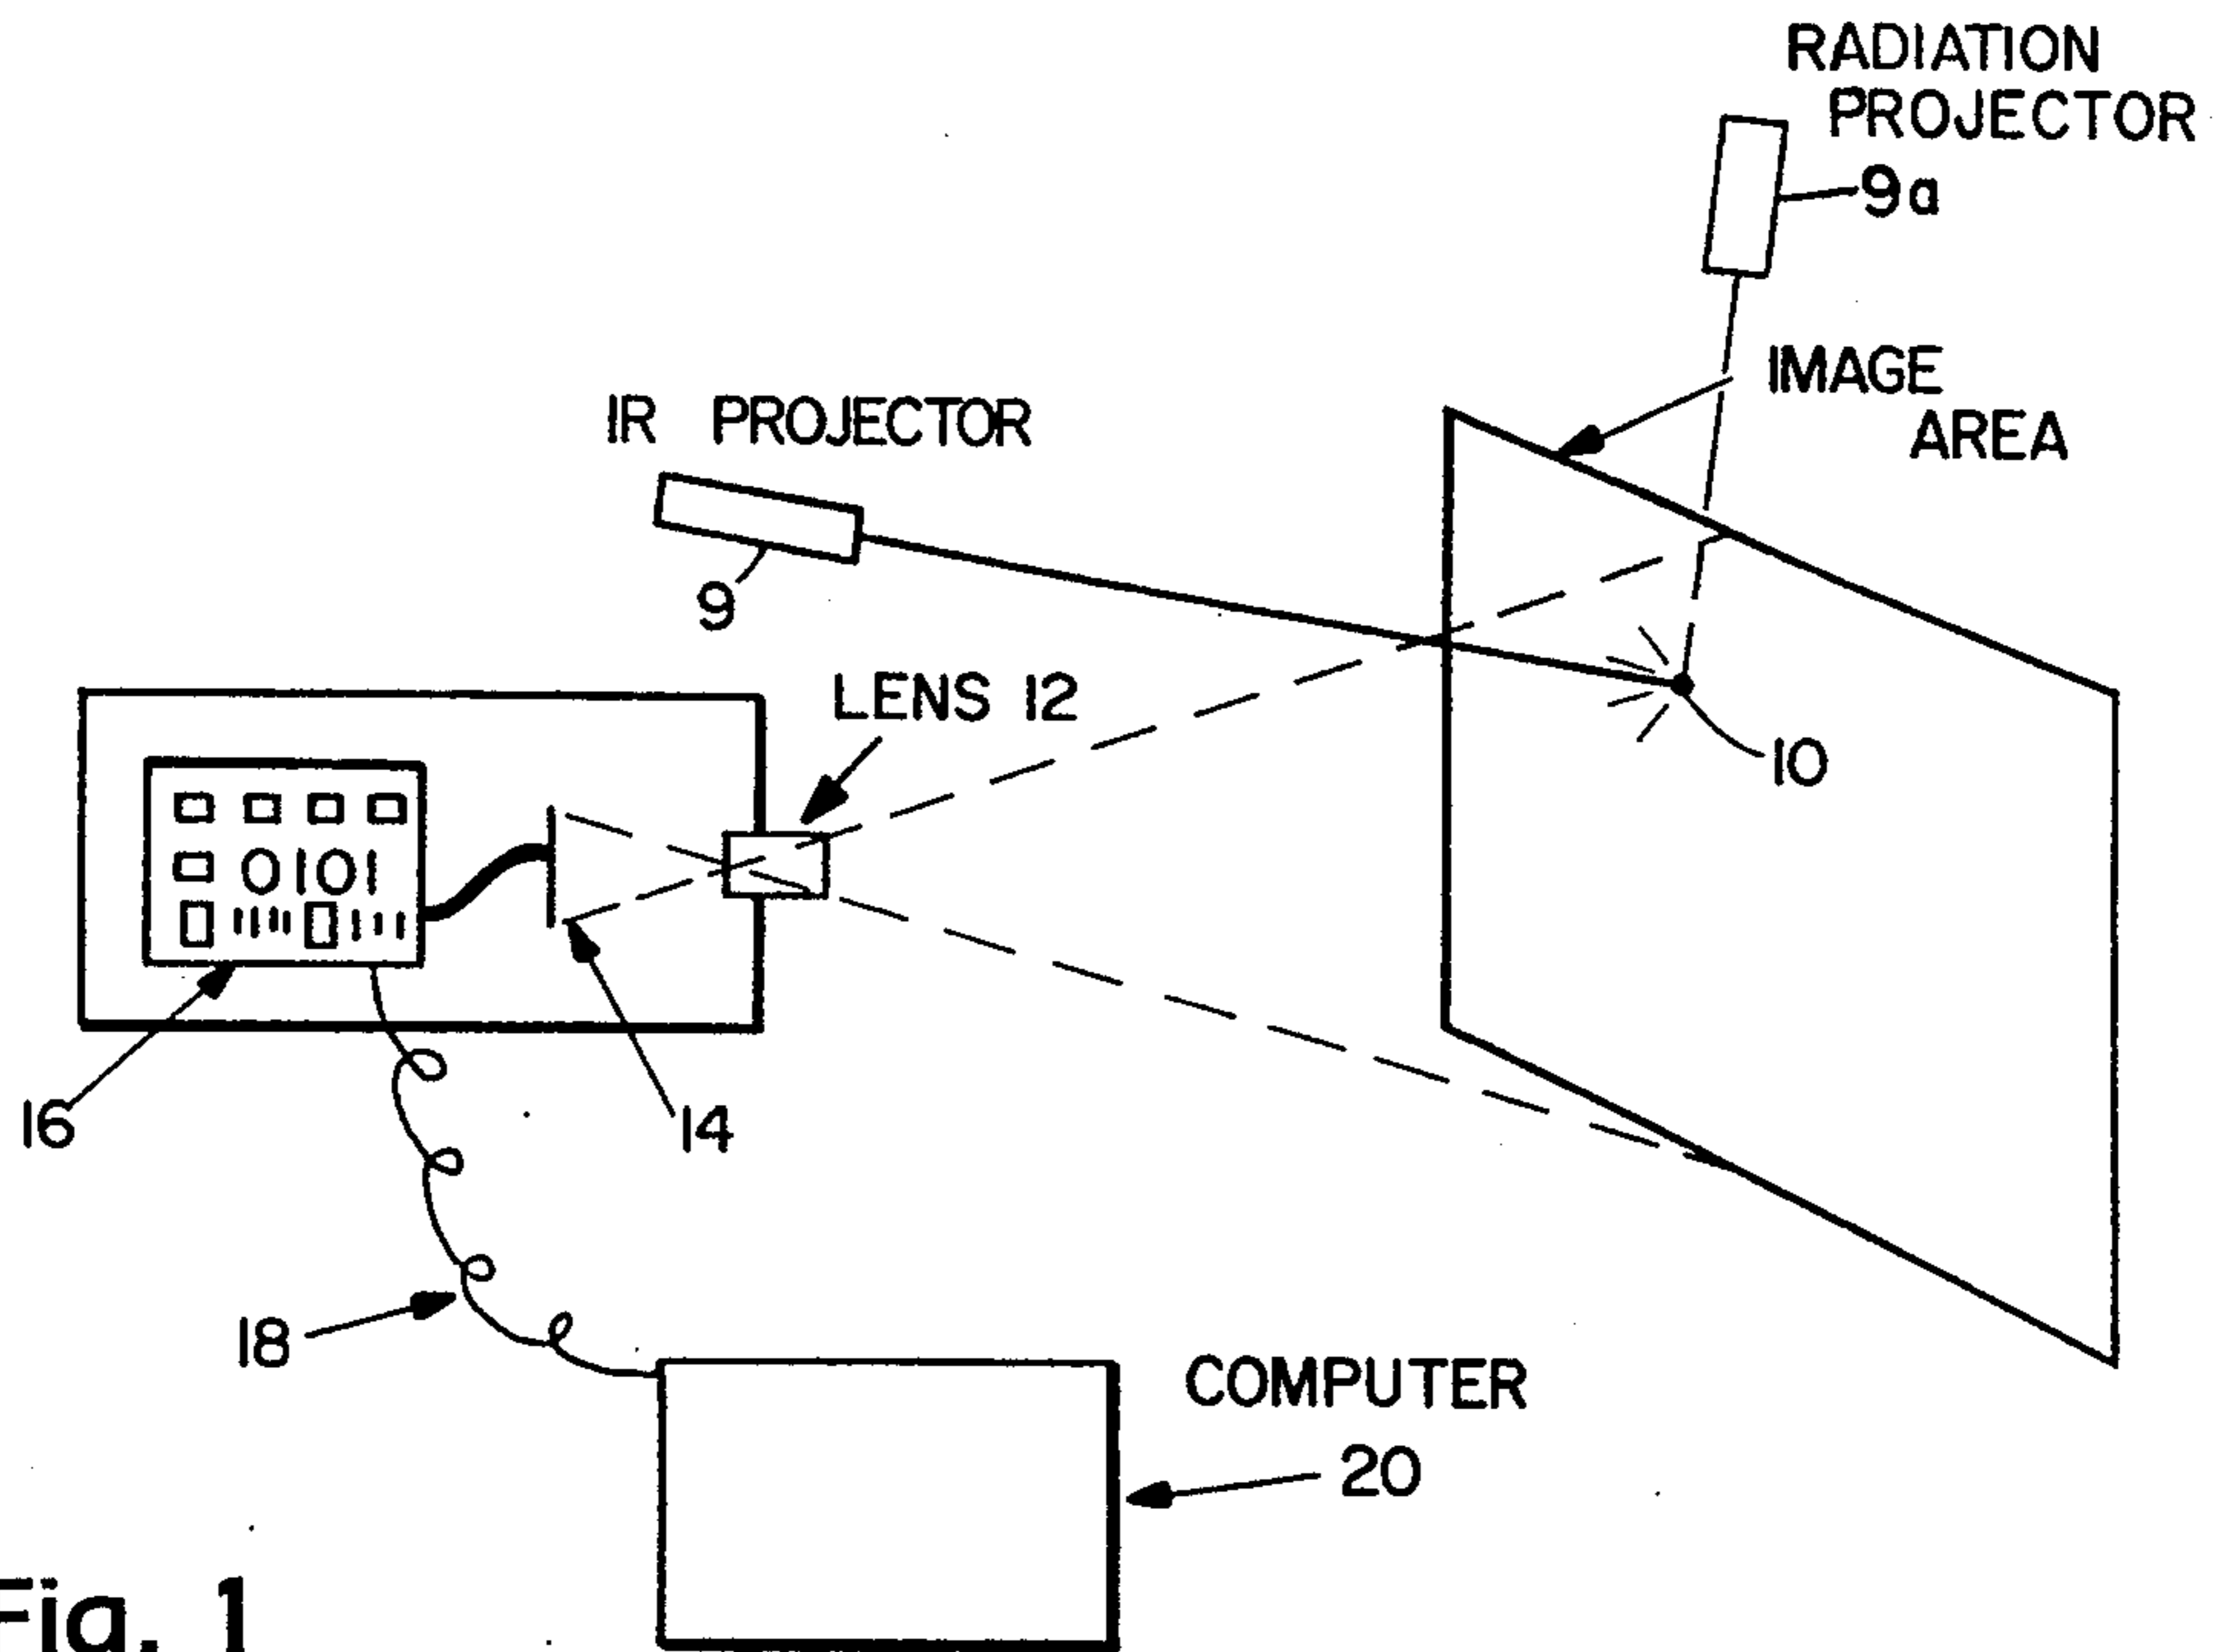 RADIATION
PROJECTOR
9a
IMAGE
AREA
IR PROJECTOR
9
LENS 12
10
0101
16
14
18
COMPUTER
20
Fig. 1